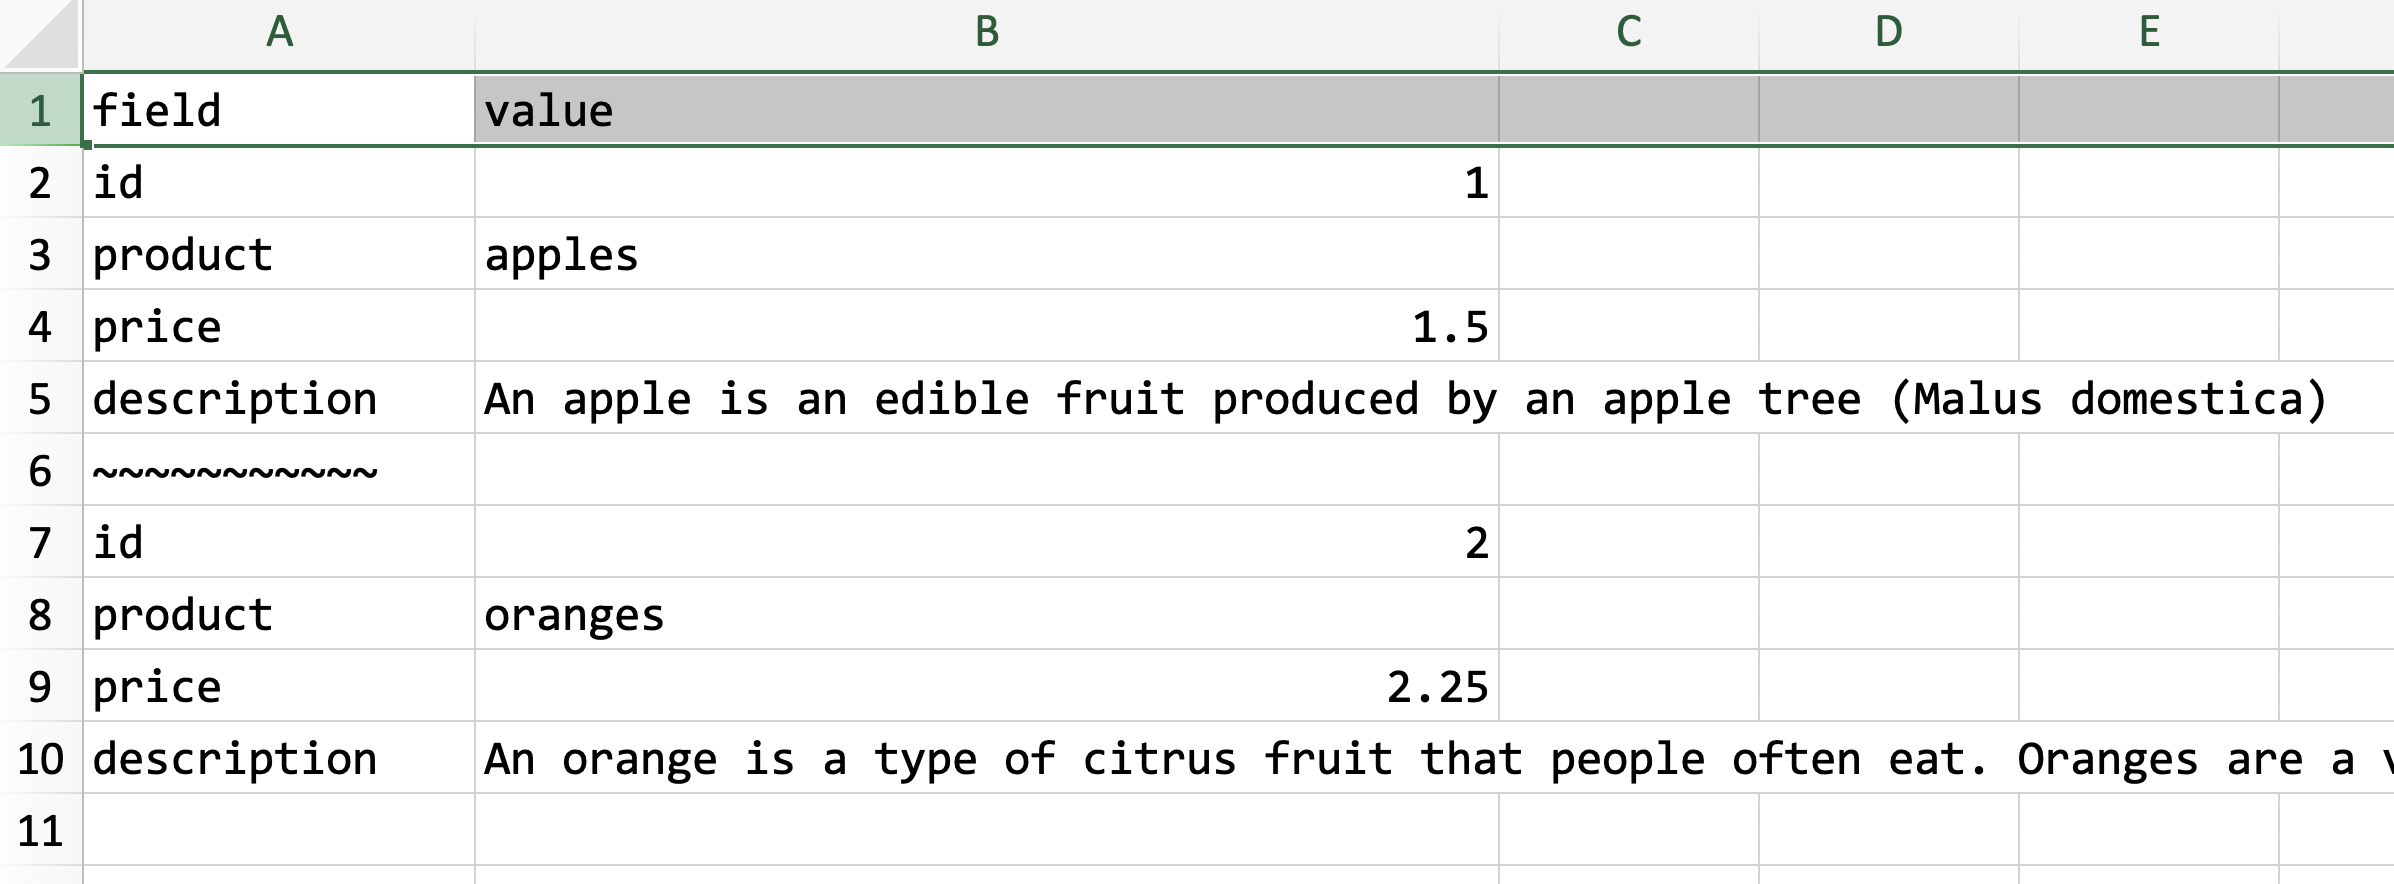 A B C D E
1 field value
2 id 1
3 product apples
4 price 1.5
5 description An apple is an edible fruit produced by an apple tree (Malus domestica)
6 ~~~~~~~~~~~
7 id 2
8 product oranges
9 price 2.25
10 description An orange is a type of citrus fruit that people often eat. Oranges are a
11